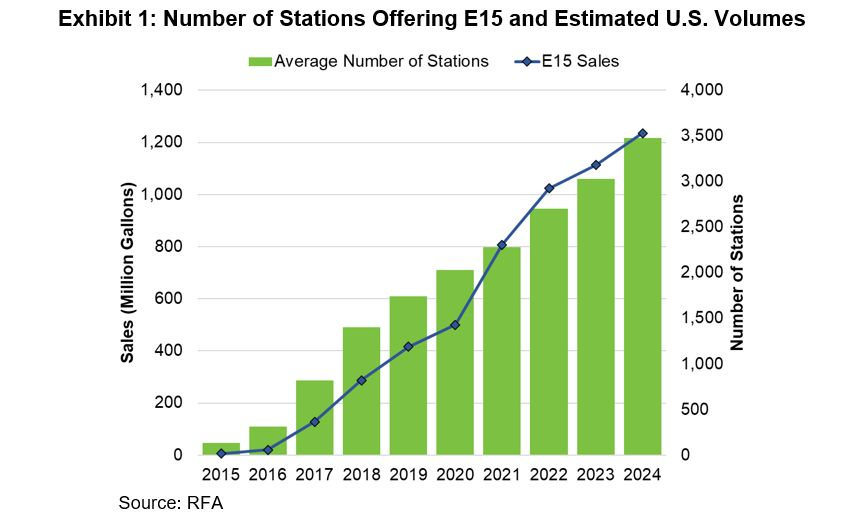 Exhibit 1: Number of Stations Offering E15 and Estimated U.S. Volumes
Average Number of Stations
E15 Sales
1,400
1,200
1,000
800
600
400
200
0
Sales (Million Gallons)
4,000
3,500
3,000
2,500
2,000
1,500
1,000
500
0
Number of Stations
2015 2016 2017 2018 2019 2020 2021 2022 2023 2024
Source: RFA